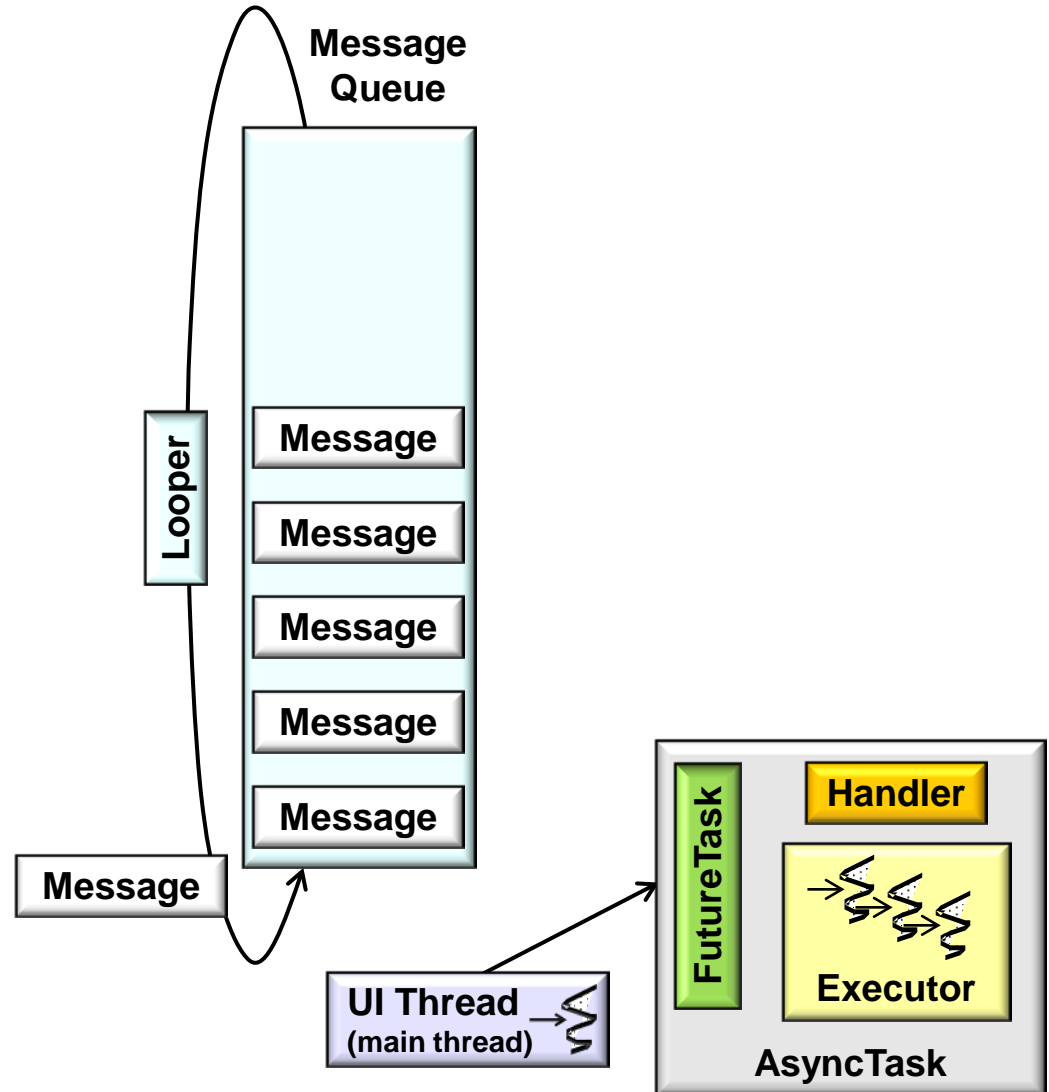 Message
Queue
Looper
Message
Message
Message
Message
Message
Message
UI Thread
(main thread)
FutureTask
Handler
Executor
AsyncTask